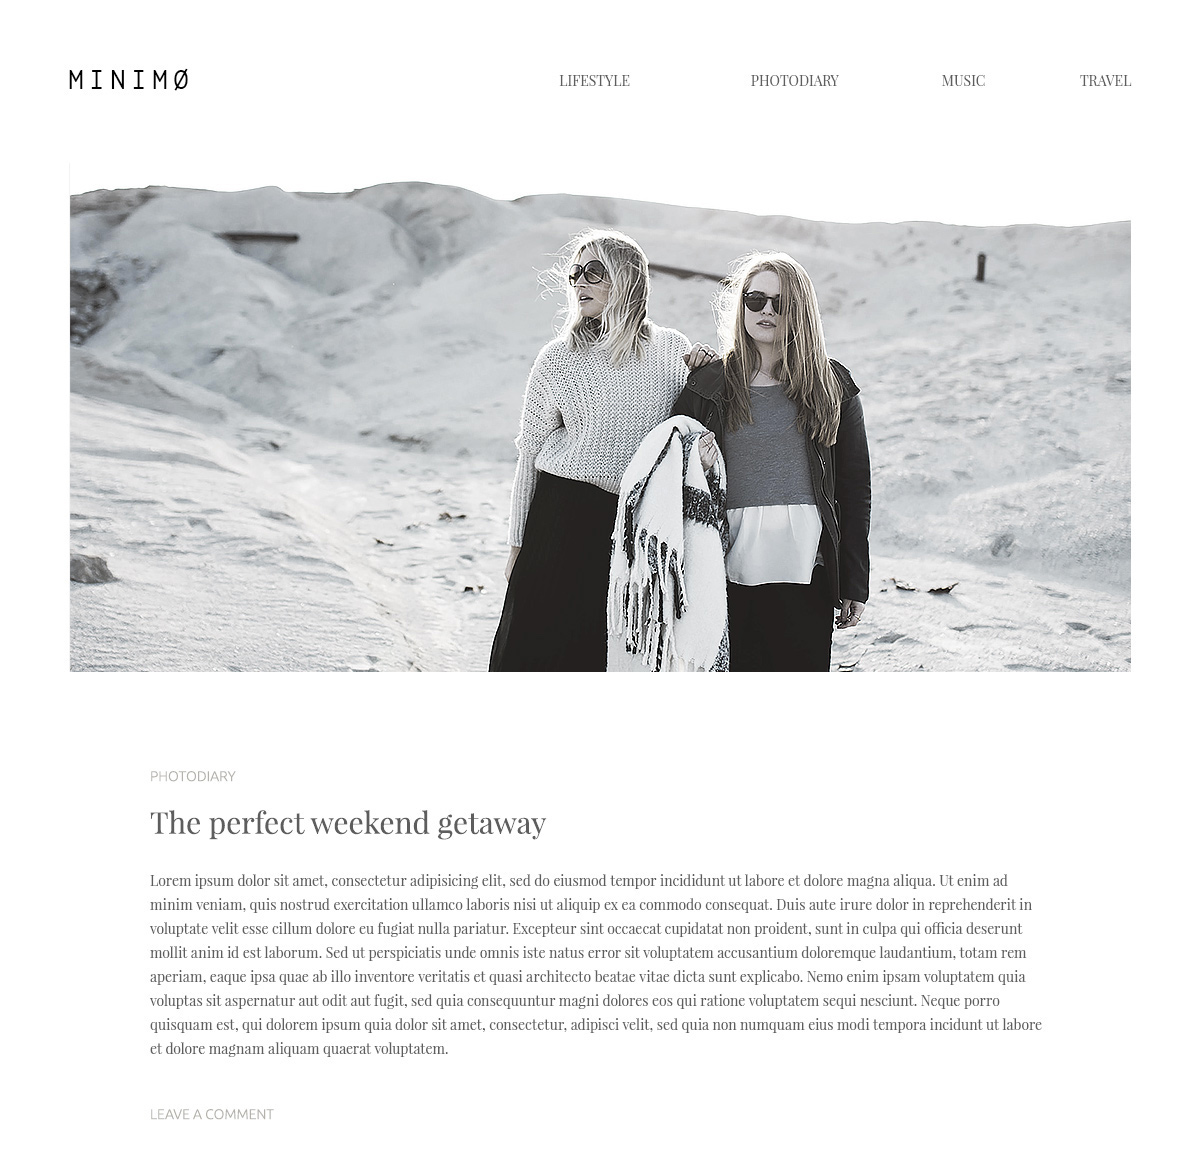 MINIMØ
LIFESTYLE
PHOTODIARY
MUSIC
TRAVEL
PHOTODIARY
The perfect weekend getaway
Lorem ipsum dolor sit amet, consectetur adipisicing elit, sed do eiusmod tempor incididunt ut labore et dolore magna aliqua. Ut enim ad
minim veniam, quis nostrud exercitation ullamco laboris nisi ut aliquip ex ea commodo consequat. Duis aute irure dolor in reprehenderit in
voluptate velit esse cillum dolore eu fugiat nulla pariatur. Excepteur sint occaecat cupidatat non proident, sunt in culpa qui officia deserunt
mollit anim id est laborum. Sed ut perspiciatis unde omnis iste natus error sit voluptatem accusantium doloremque laudantium, totam rem
aperiam, eaque ipsa quae ab illo inventore veritatis et quasi architecto beatae vitae dicta sunt explicabo. Nemo enim ipsam voluptatem quia
voluptas sit aspernatur aut odit aut fugit, sed quia consequuntur magni dolores eos qui ratione voluptatem sequi nesciunt. Neque porro
quisquam est, qui dolorem ipsum quia dolor sit amet, consectetur, adipisci velit, sed quia non numquam eius modi tempora incidunt ut labore
et dolore magnam aliquam quaerat voluptatem.
LEAVE A COMMENT